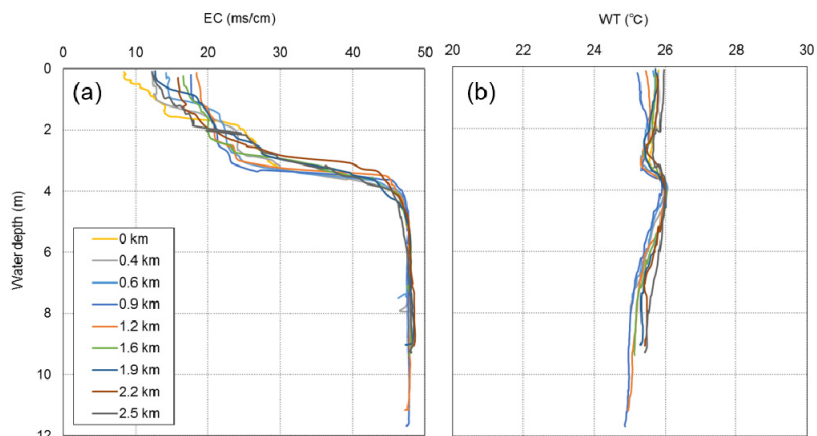 EC (ms/cm)
WT (℃)
0 10 20 30 40 50
20 22 24 26 28 30
0
2
4
6
8
10
12
Water depth (m)
(a)
(b)
0 km
0.4 km
0.6 km
0.9 km
1.2 km
1.6 km
1.9 km
2.2 km
2.5 km